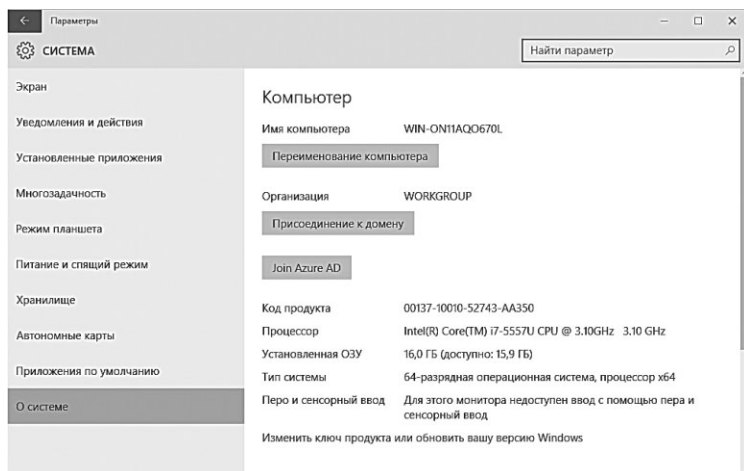 Параметры
СИСТЕМА
Найти параметр
Экран
Уведомления и действия
Установленные приложения
Многозадачность
Режим планшета
Питание и спящий режим
Хранилище
Автономные карты
Приложения по умолчанию
О системе
Компьютер
Имя компьютера WIN-ON11AQO670L
Переименование компьютера
Организация WORKGROUP
Присоединение к домену
Join Azure AD
Код продукта 00137-10010-52743-AA350
Процессор Intel(R) Core(TM) i7-5557U CPU @ 3.10GHz 3.10 GHz
Установленная ОЗУ 16,0 ГБ (доступно: 15,9 ГБ)
Тип системы 64-разрядная операционная система, процессор x64
Перо и сенсорный ввод Для этого монитора недоступен ввод с помощью пера и
сенсорный ввод
Изменить ключ продукта или обновить вашу версию Windows